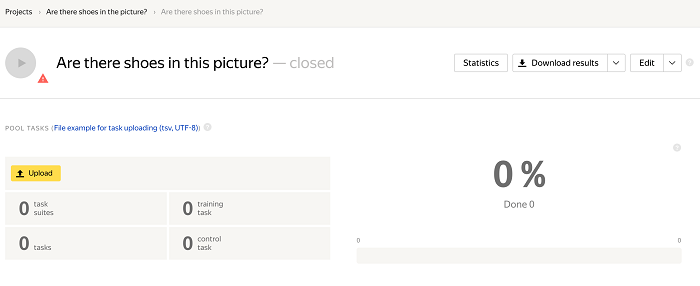 Projects › Are there shoes in the picture? › Are there shoes in this picture?
Are there shoes in this picture? — closed
Statistics
Download results
Edit
?
POOL TASKS (File example for task uploading (tsv, UTF-8)) ?
Upload
0 task suites
0 training task
0 tasks
0 control task
?
0 %
Done 0
0 0